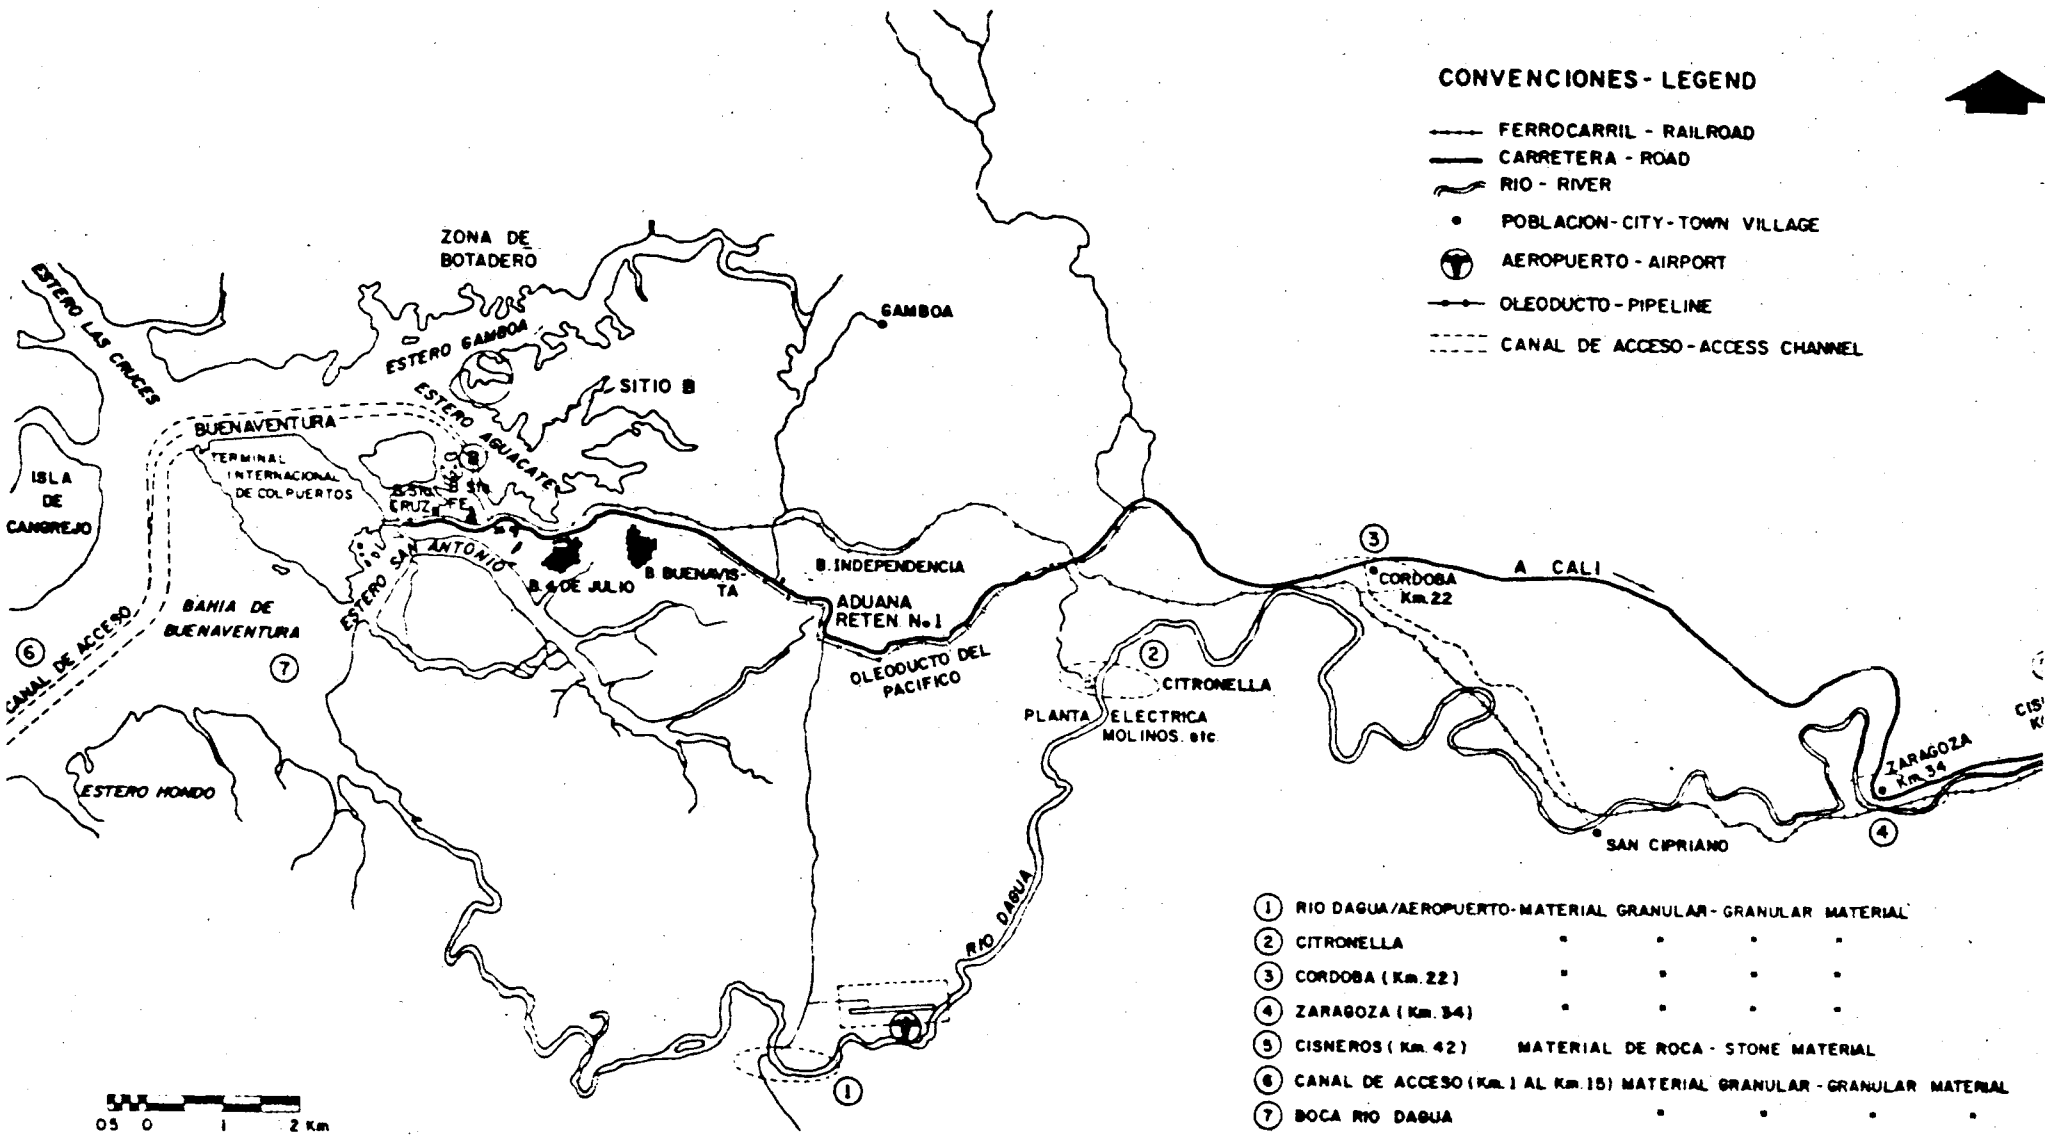 CONVENCIONES - LEGEND
FERROCARRIL - RAILROAD
CARRETERA - ROAD
RIO - RIVER
POBLACION - CITY - TOWN VILLAGE
AEROPUERTO - AIRPORT
OLEODUCTO - PIPELINE
CANAL DE ACCESO - ACCESS CHANNEL
ZONA DE
BOTADERO
ESTERO LAS CRUCES
ESTERO GAMBOA
GAMBOA
SITIO B
ESTERO AGUACATE
BUENAVENTURA
TERMINAL
INTERNACIONAL
DE COLPUERTOS
ISLA
DE
CANGREJO
B. Sta.
CRUZ
B. Sta.
FE
ESTERO SAN ANTONIO
B. 4 DE JULIO
B. BUENAVIS-
TA
B. INDEPENDENCIA
ADUANA
RETEN No 1
OLEODUCTO DEL
PACIFICO
3
CORDOBA
Km. 22
A CALI
BAHIA DE
BUENAVENTURA
CANAL DE ACCESO
6
7
2
CITRONELLA
PLANTA ELECTRICA
MOLINOS. etc.
ESTERO HONDO
ZARAGOZA
Km. 34
4
CIS
K
SAN CIPRIANO
RIO DAGUA
1
1 RIO DAGUA/AEROPUERTO - MATERIAL GRANULAR - GRANULAR MATERIAL
2 CITRONELLA " " " "
3 CORDOBA (Km. 22) " " " "
4 ZARAGOZA (Km. 34) " " " "
5 CISNEROS (Km. 42) MATERIAL DE ROCA - STONE MATERIAL
6 CANAL DE ACCESO (Km. 1 AL Km. 15) MATERIAL GRANULAR - GRANULAR MATERIAL
7 BOCA RIO DAGUA " " " "
0.5 0 1 2 Km